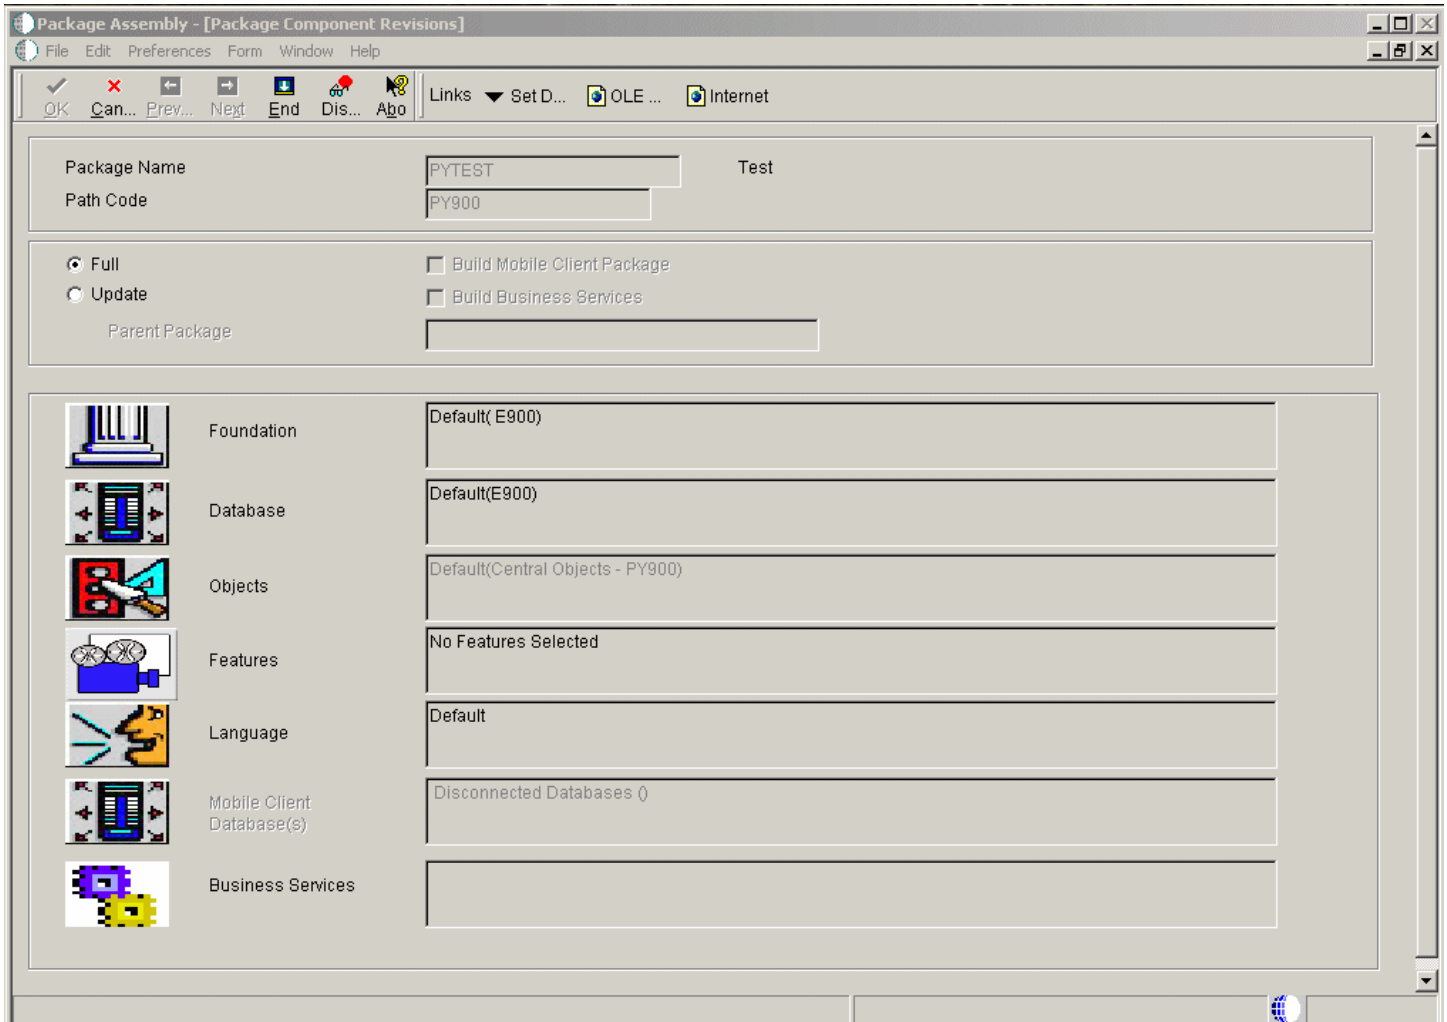 Package Assembly - [Package Component Revisions]
File Edit Preferences Form Window Help
OK Can... Prev... Next End Dis... Abo Links Set D... OLE ... Internet
Package Name PYTEST Test
Path Code PY900
Full Build Mobile Client Package
Update Build Business Services
Parent Package
Foundation Default( E900)
Database Default(E900)
Objects Default(Central Objects - PY900)
Features No Features Selected
Language Default
Mobile Client
Database(s) Disconnected Databases ()
Business Services